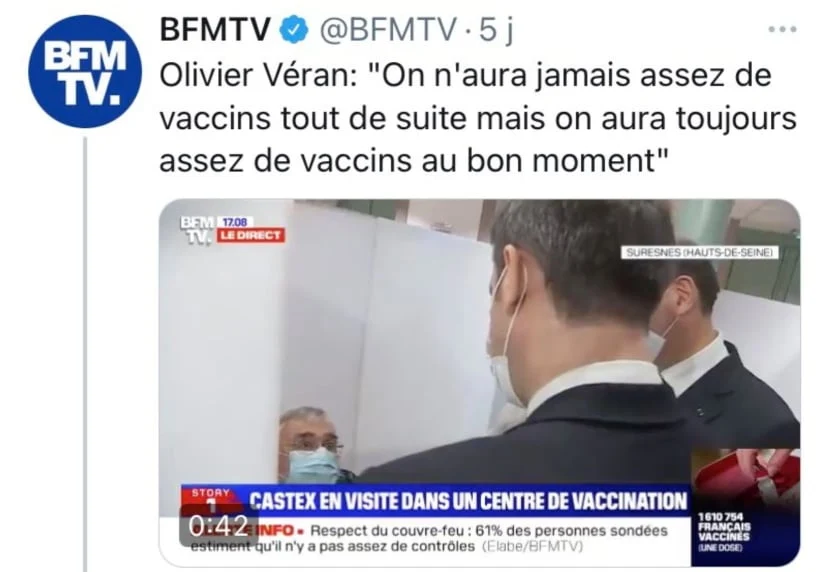 BFM
TV.
BFMTV @BFMTV · 5 j
Olivier Véran: "On n'aura jamais assez de
vaccins tout de suite mais on aura toujours
assez de vaccins au bon moment"
BFM 17.08
TV. LE DIRECT
SURESNES (HAUTS-DE-SEINE)
STORY
1
CASTEX EN VISITE DANS UN CENTRE DE VACCINATION
0:42
INFO • Respect du couvre-feu : 61% des personnes sondées
estiment qu'il n'y a pas assez de contrôles (Elabe/BFMTV)
1 610 754
FRANÇAIS
VACCINÉS
(UNE DOSE)